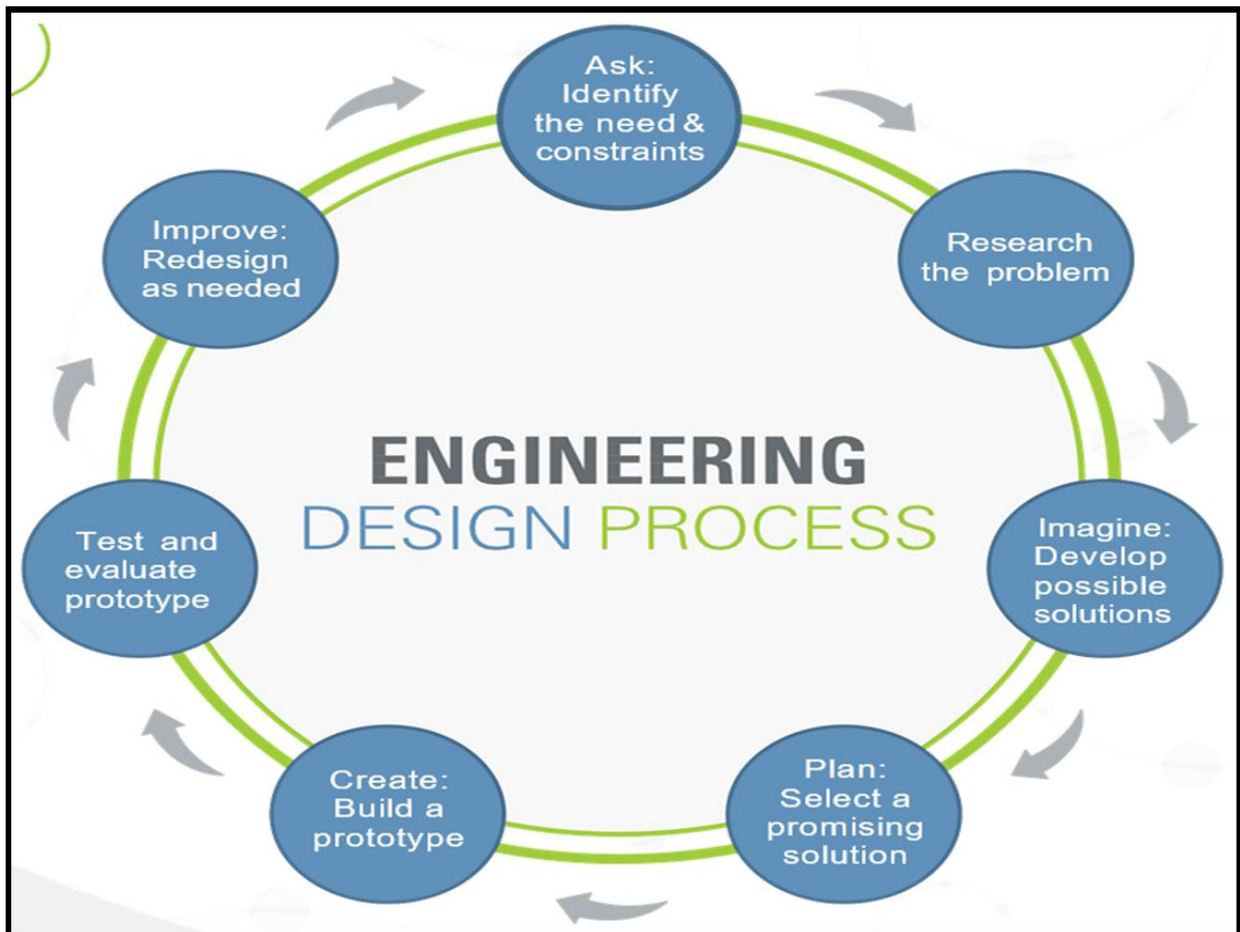 Ask:
Identify
the need &
constraints
Research
the problem
Imagine:
Develop
possible
solutions
Plan:
Select a
promising
solution
Create:
Build a
prototype
Test and
evaluate
prototype
Improve:
Redesign
as needed
ENGINEERING
DESIGN PROCESS